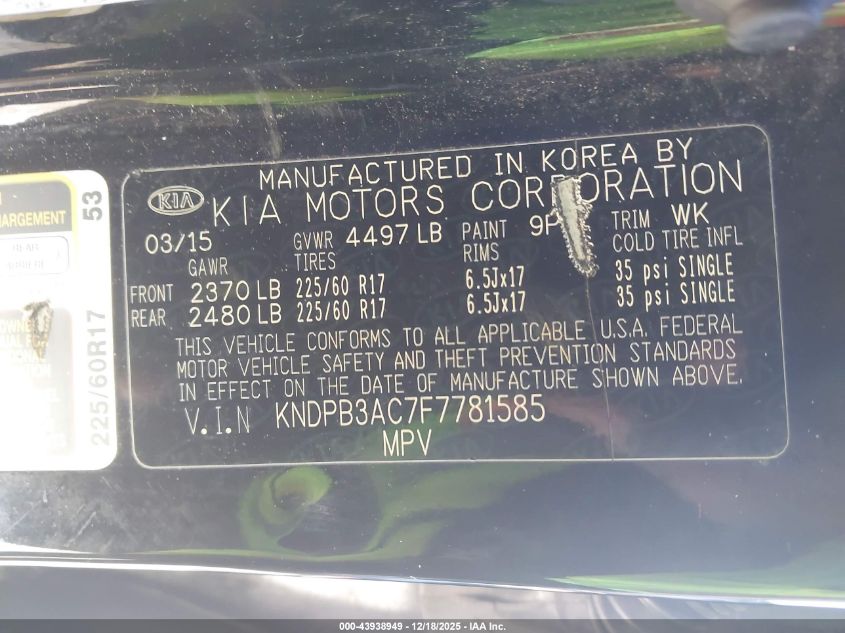 MANUFACTURED IN KOREA BY
KIA KIA MOTORS CORPORATION
03/15 GVWR 4497 LB PAINT 9P TRIM WK
GAWR TIRES RIMS COLD TIRE INFL
FRONT 2370 LB 225/60 R17 6.5Jx17 35 psi SINGLE
REAR 2480 LB 225/60 R17 6.5Jx17 35 psi SINGLE
THIS VEHICLE CONFORMS TO ALL APPLICABLE U.S.A. FEDERAL
MOTOR VEHICLE SAFETY AND THEFT PREVENTION STANDARDS
IN EFFECT ON THE DATE OF MANUFACTURE SHOWN ABOVE.
V.I.N KNDPB3AC7F7781585
MPV
53
225/60R17
HARGEMENT
REAR
000-43938949 - 12/18/2025 - IAA Inc.